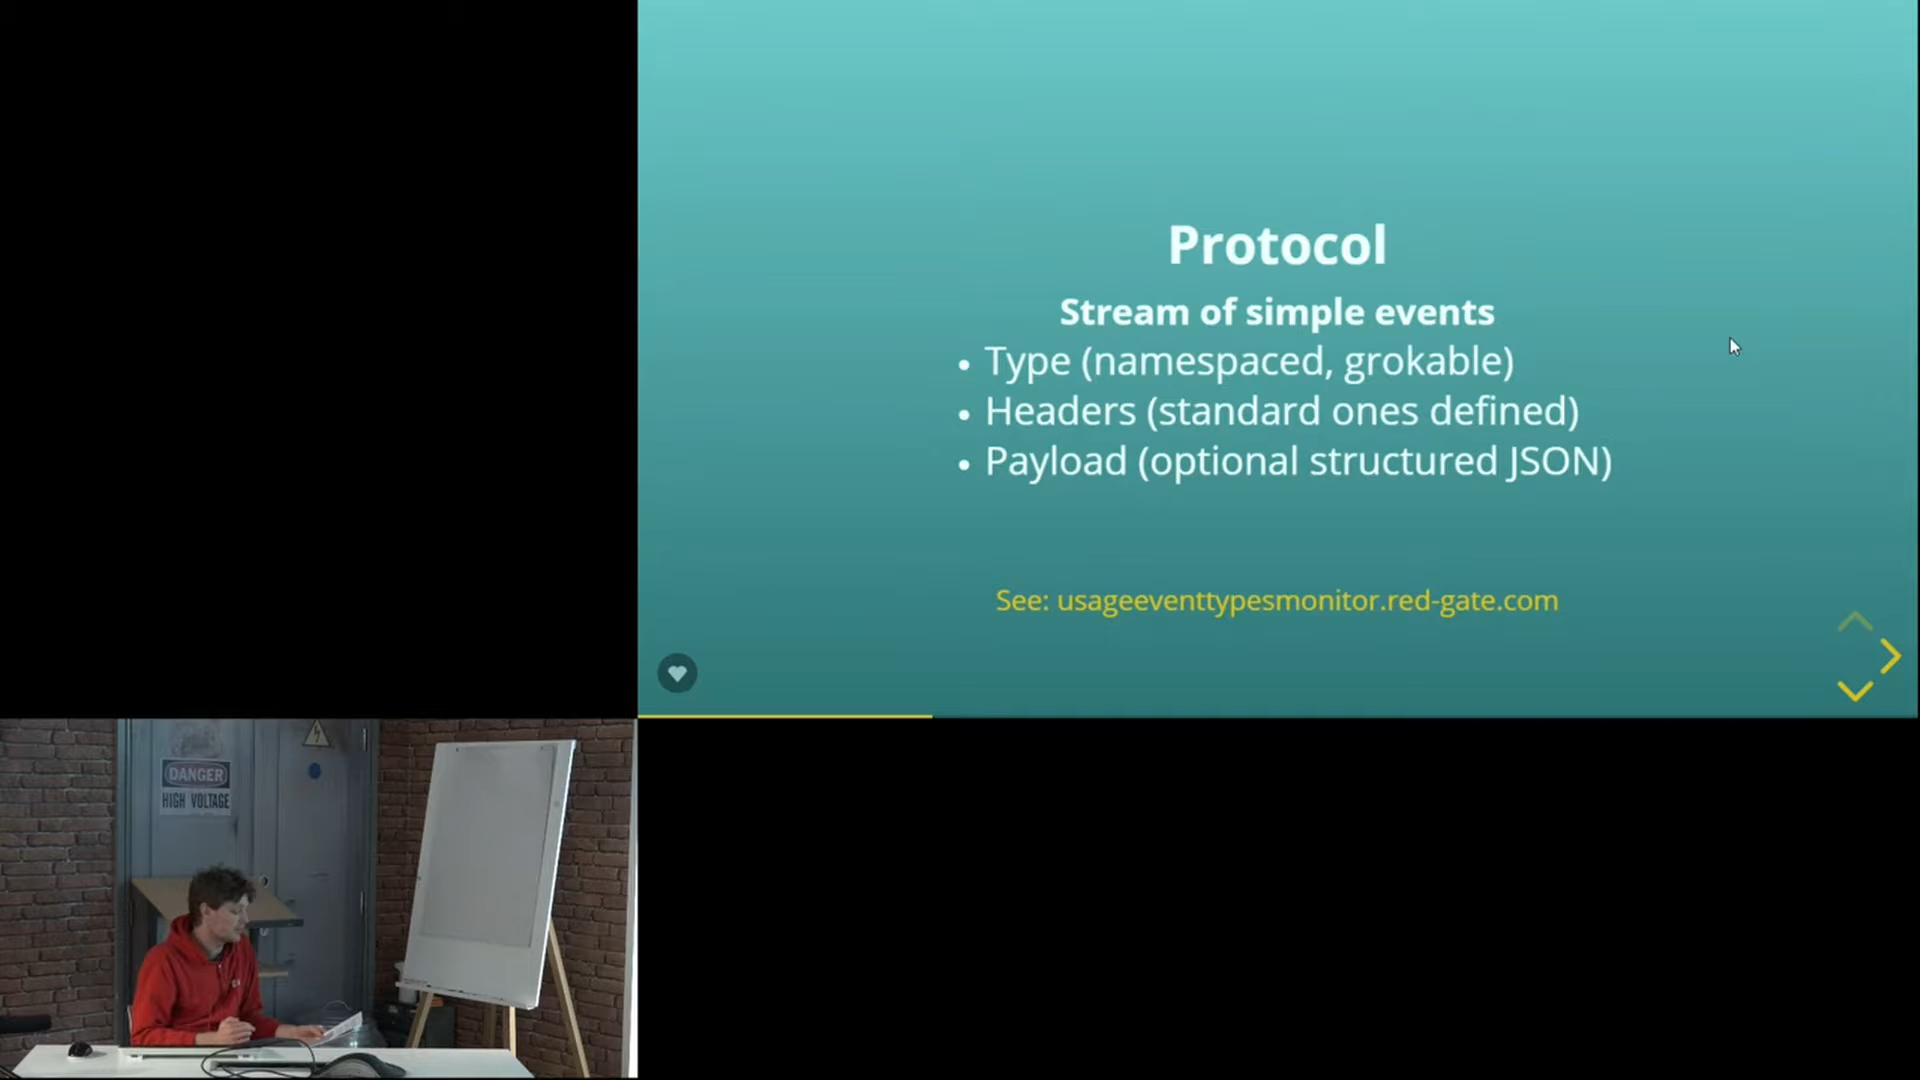 Protocol
Stream of simple events
• Type (namespaced, grokable)
• Headers (standard ones defined)
• Payload (optional structured JSON)
See: usageeventtypesmonitor.red-gate.com
DANGER
HIGH VOLTAGE